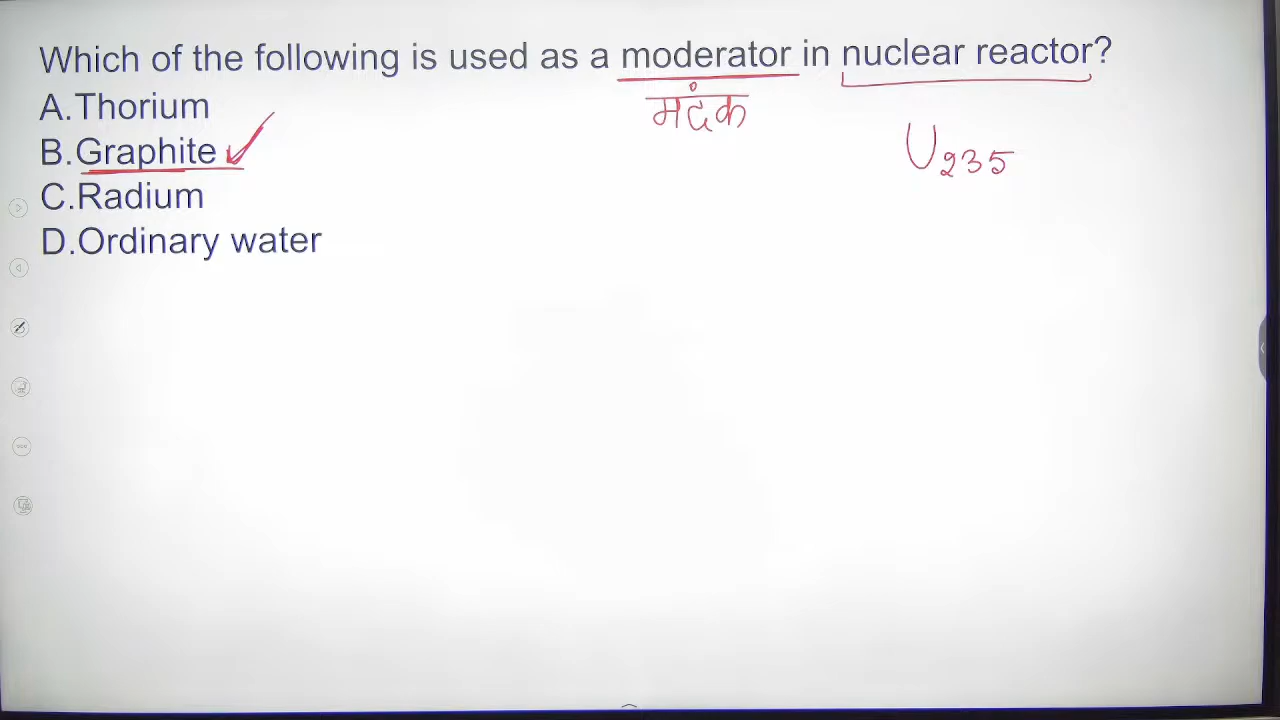 Which of the following is used as a moderator in nuclear reactor?
मंदक
A.Thorium
U235
B.Graphite
C.Radium
D.Ordinary water